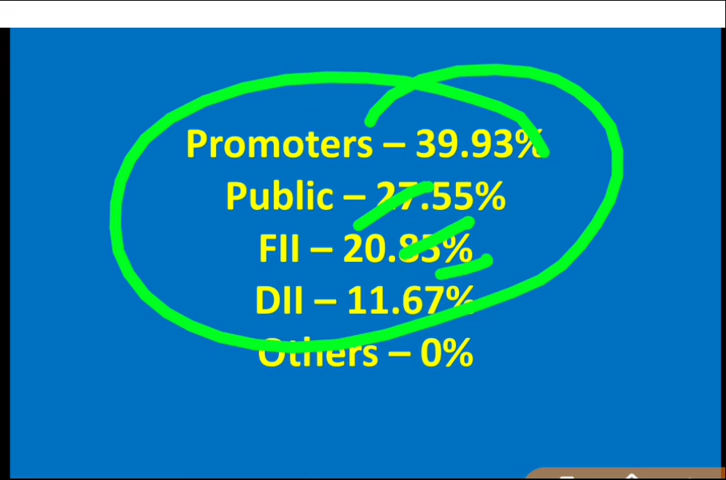 Promoters – 39.93%
Public – 27.55%
FII – 20.85%
DII – 11.67%
Others – 0%